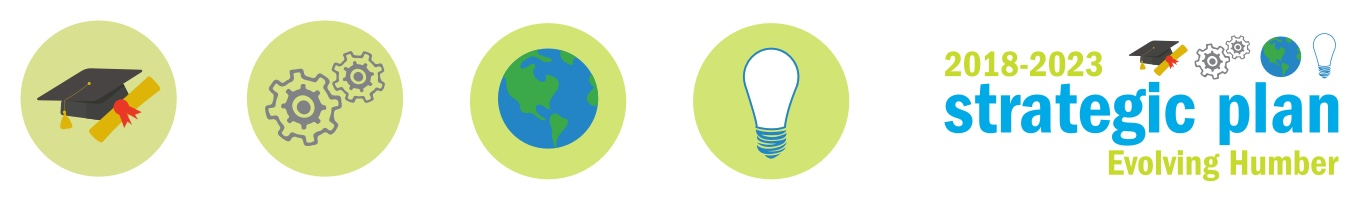 2018-2023
strategic plan
Evolving Humber